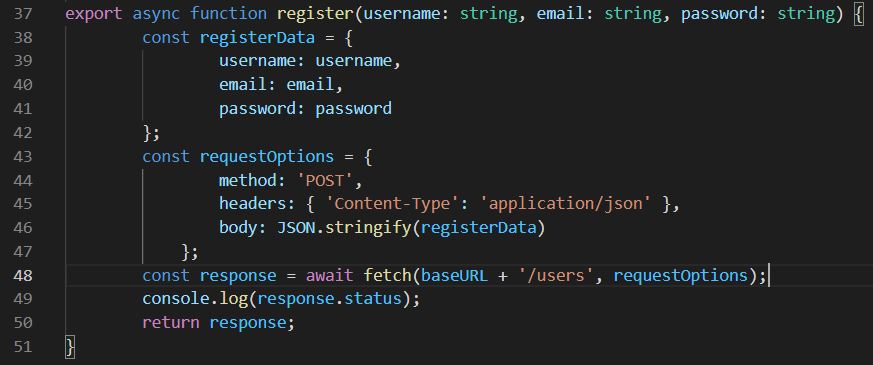 37 export async function register(username: string, email: string, password: string) {
38 const registerData = {
39 username: username,
40 email: email,
41 password: password
42 };
43 const requestOptions = {
44 method: 'POST',
45 headers: { 'Content-Type': 'application/json' },
46 body: JSON.stringify(registerData)
47 };
48 const response = await fetch(baseURL + '/users', requestOptions);
49 console.log(response.status);
50 return response;
51 }